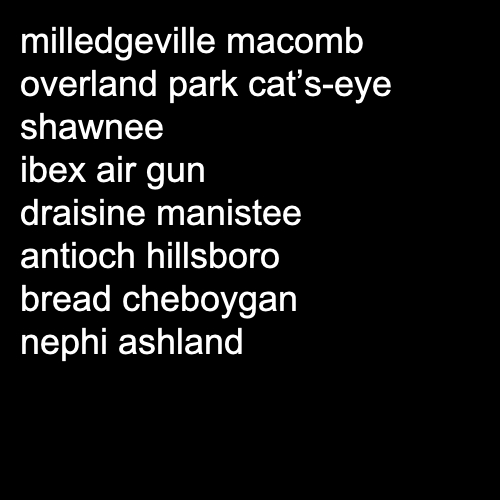 milledgeville macomb
overland park cat’s-eye
shawnee
ibex air gun
draisine manistee
antioch hillsboro
bread cheboygan
nephi ashland